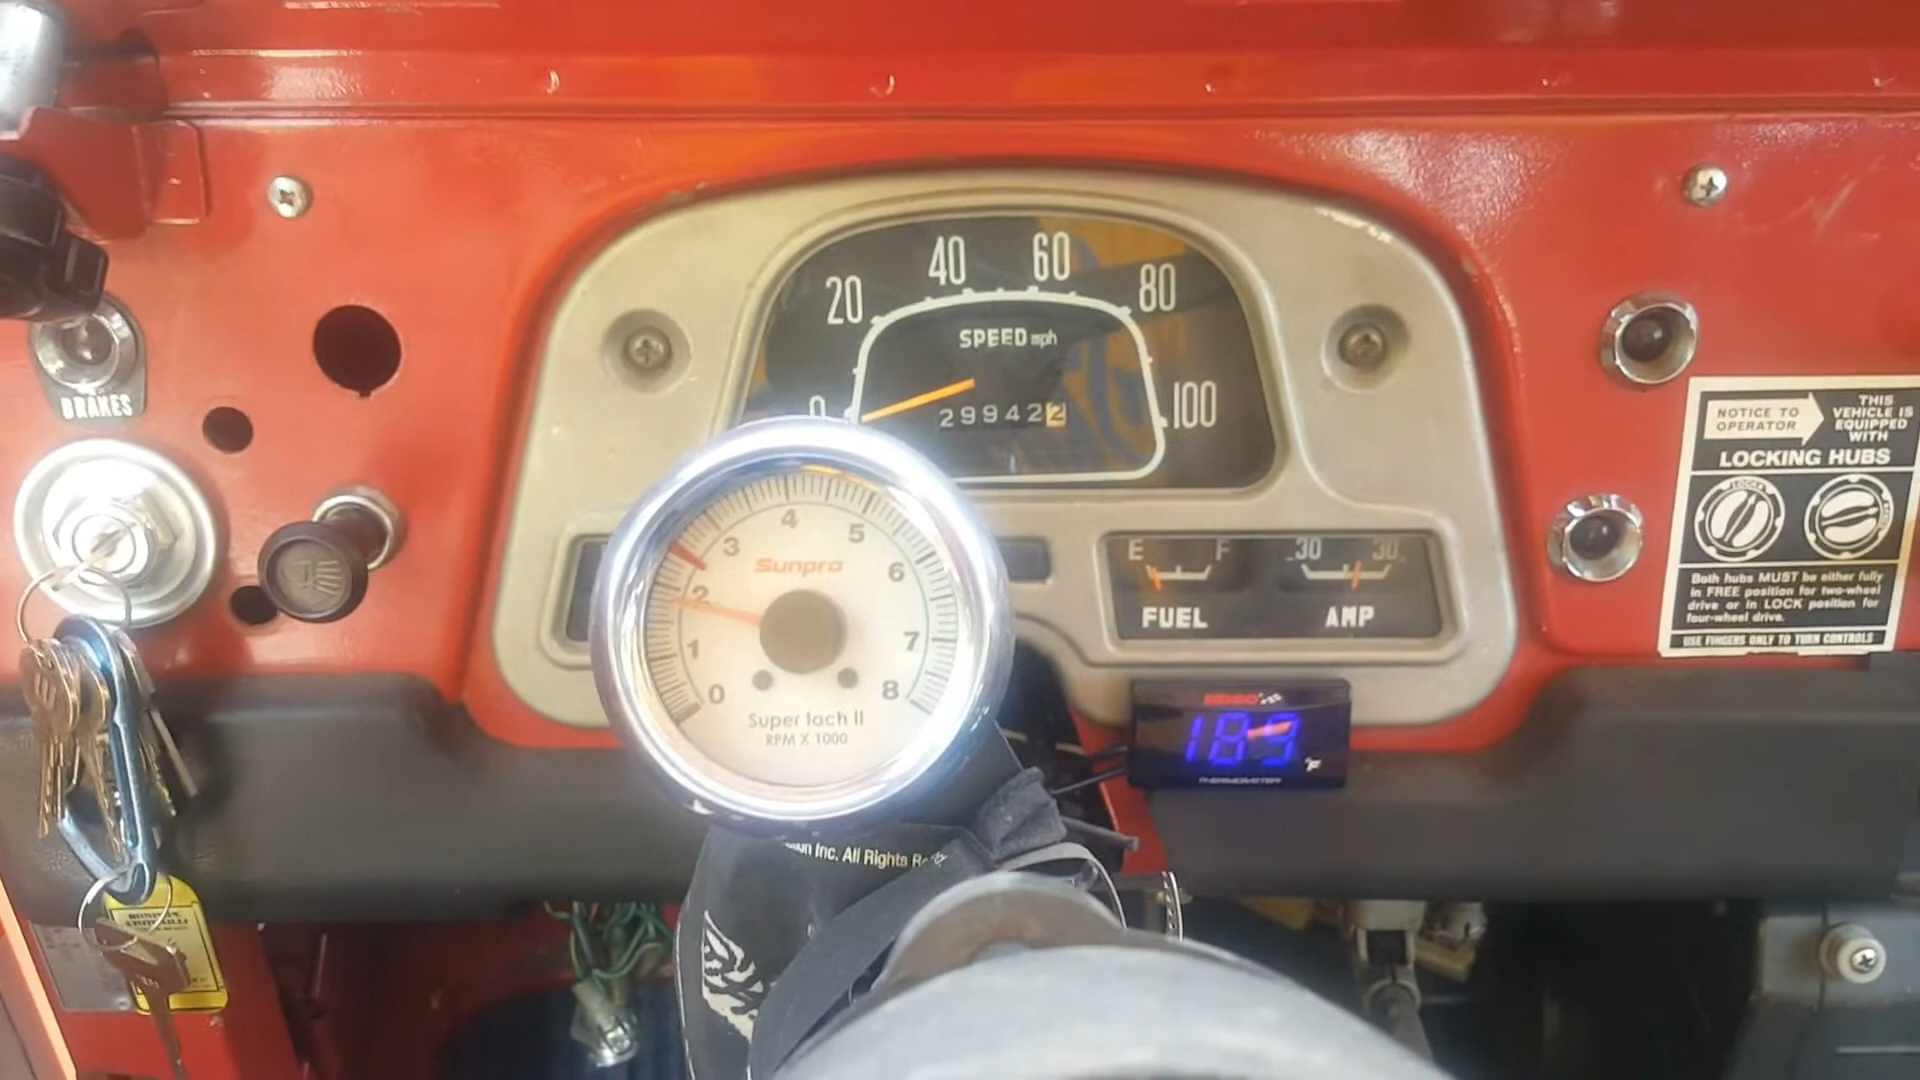 20 40 60 80
SPEED mph
0 100
299422
BRAKES
NOTICE TO
OPERATOR
THIS
VEHICLE IS
EQUIPPED
WITH
LOCKING HUBS
LOCK
Both hubs MUST be either fully
in FREE position for two-wheel
drive or in LOCK position for
four-wheel drive.
USE FINGERS ONLY TO TURN CONTROLS
E F
FUEL
30 30
AMP
0 1 2 3 4 5 6 7 8
Sunpro
Super Tach II
RPM X 1000
189 °F
THERMOMETER
Inc. All Rights